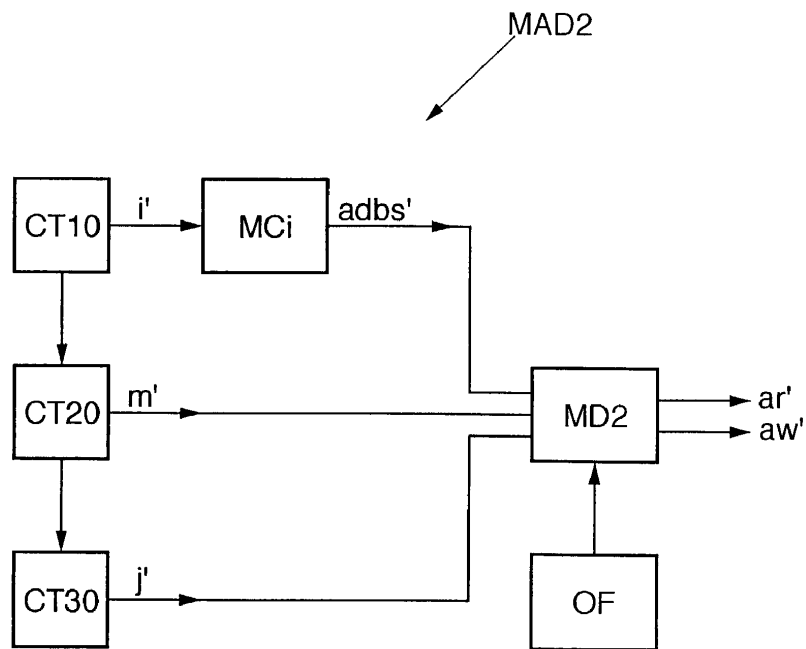 MAD2
i'
adbs'
CT10
MCi
m'
ar'
CT20
MD2
aw'
j'
CT30
OF